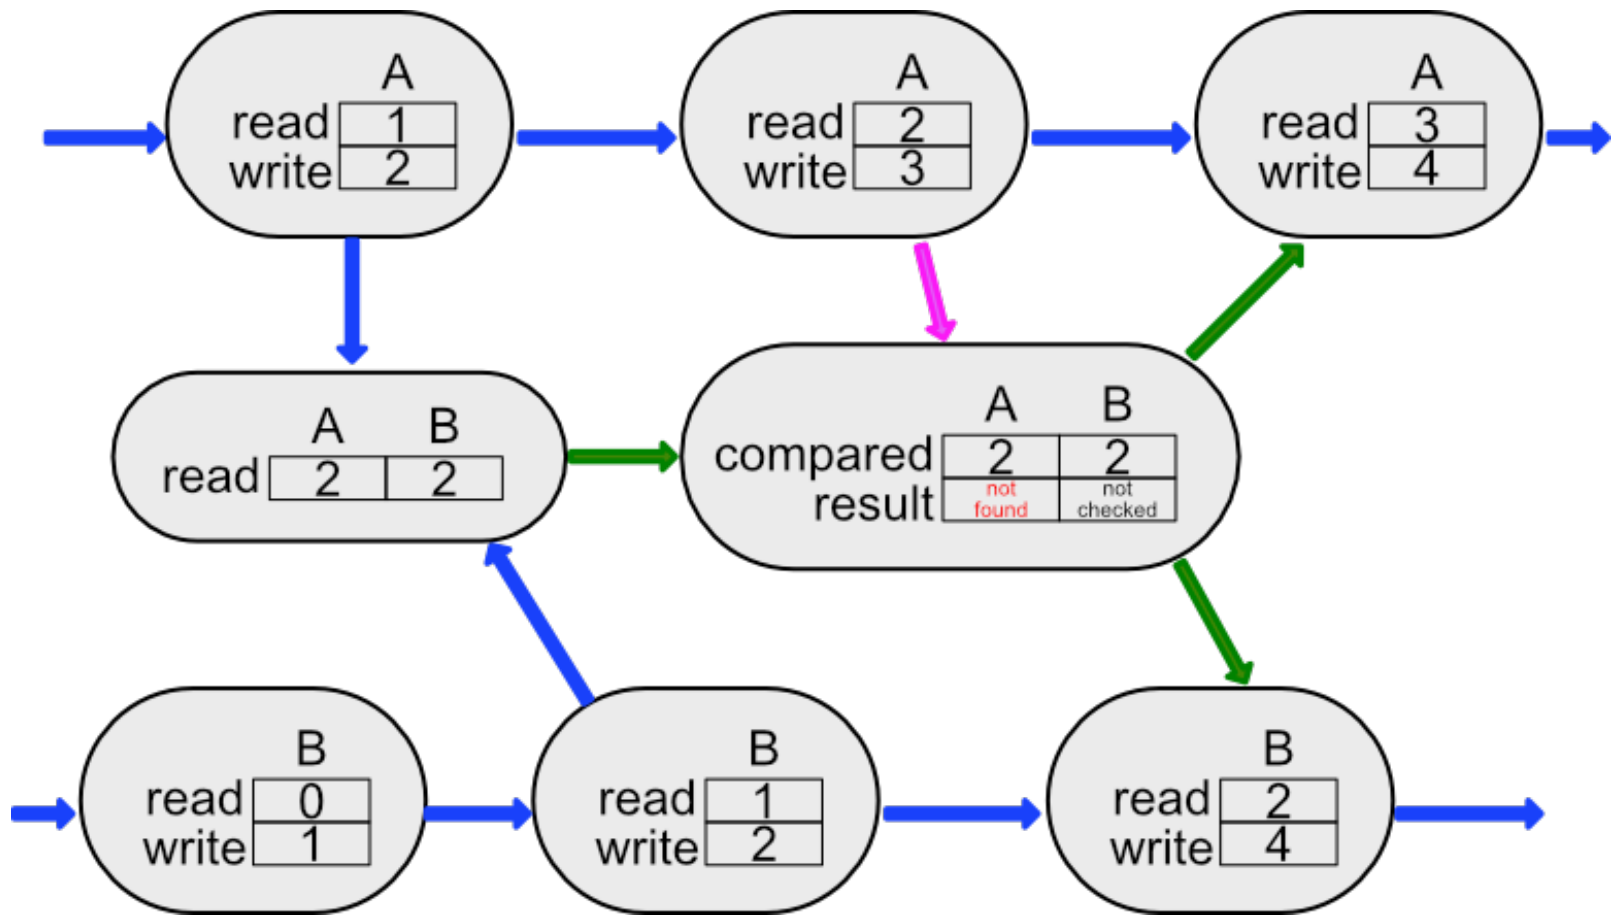 A
read 1
write 2
A
read 2
write 3
A
read 3
write 4
A B
read 2 2
A B
compared 2 2
result not found not checked
B
read 0
write 1
B
read 1
write 2
B
read 2
write 4